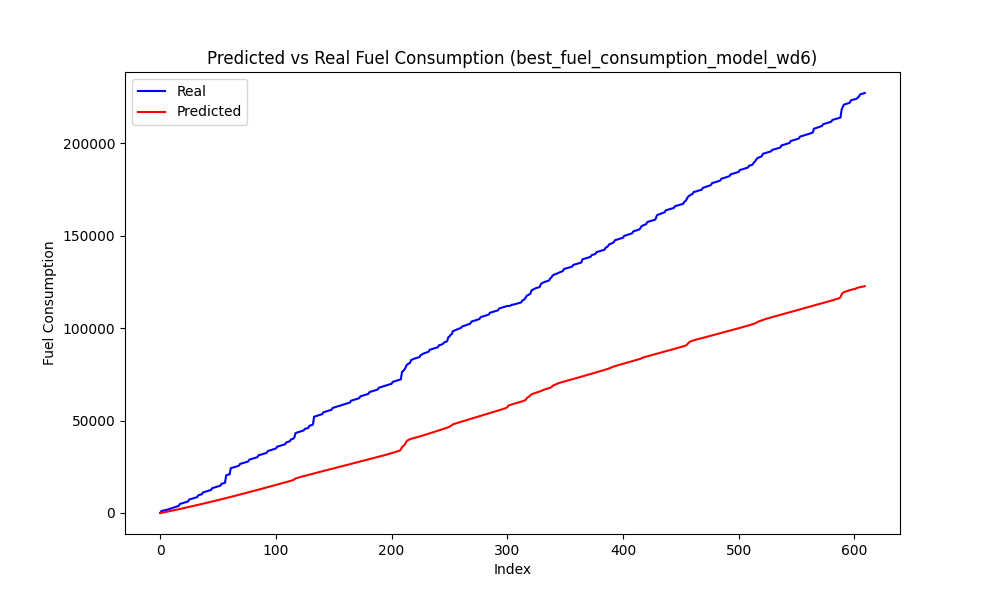 Predicted vs Real Fuel Consumption (best_fuel_consumption_model_wd6)
Real
Predicted
200000
150000
100000
50000
0
Fuel Consumption
0 100 200 300 400 500 600
Index